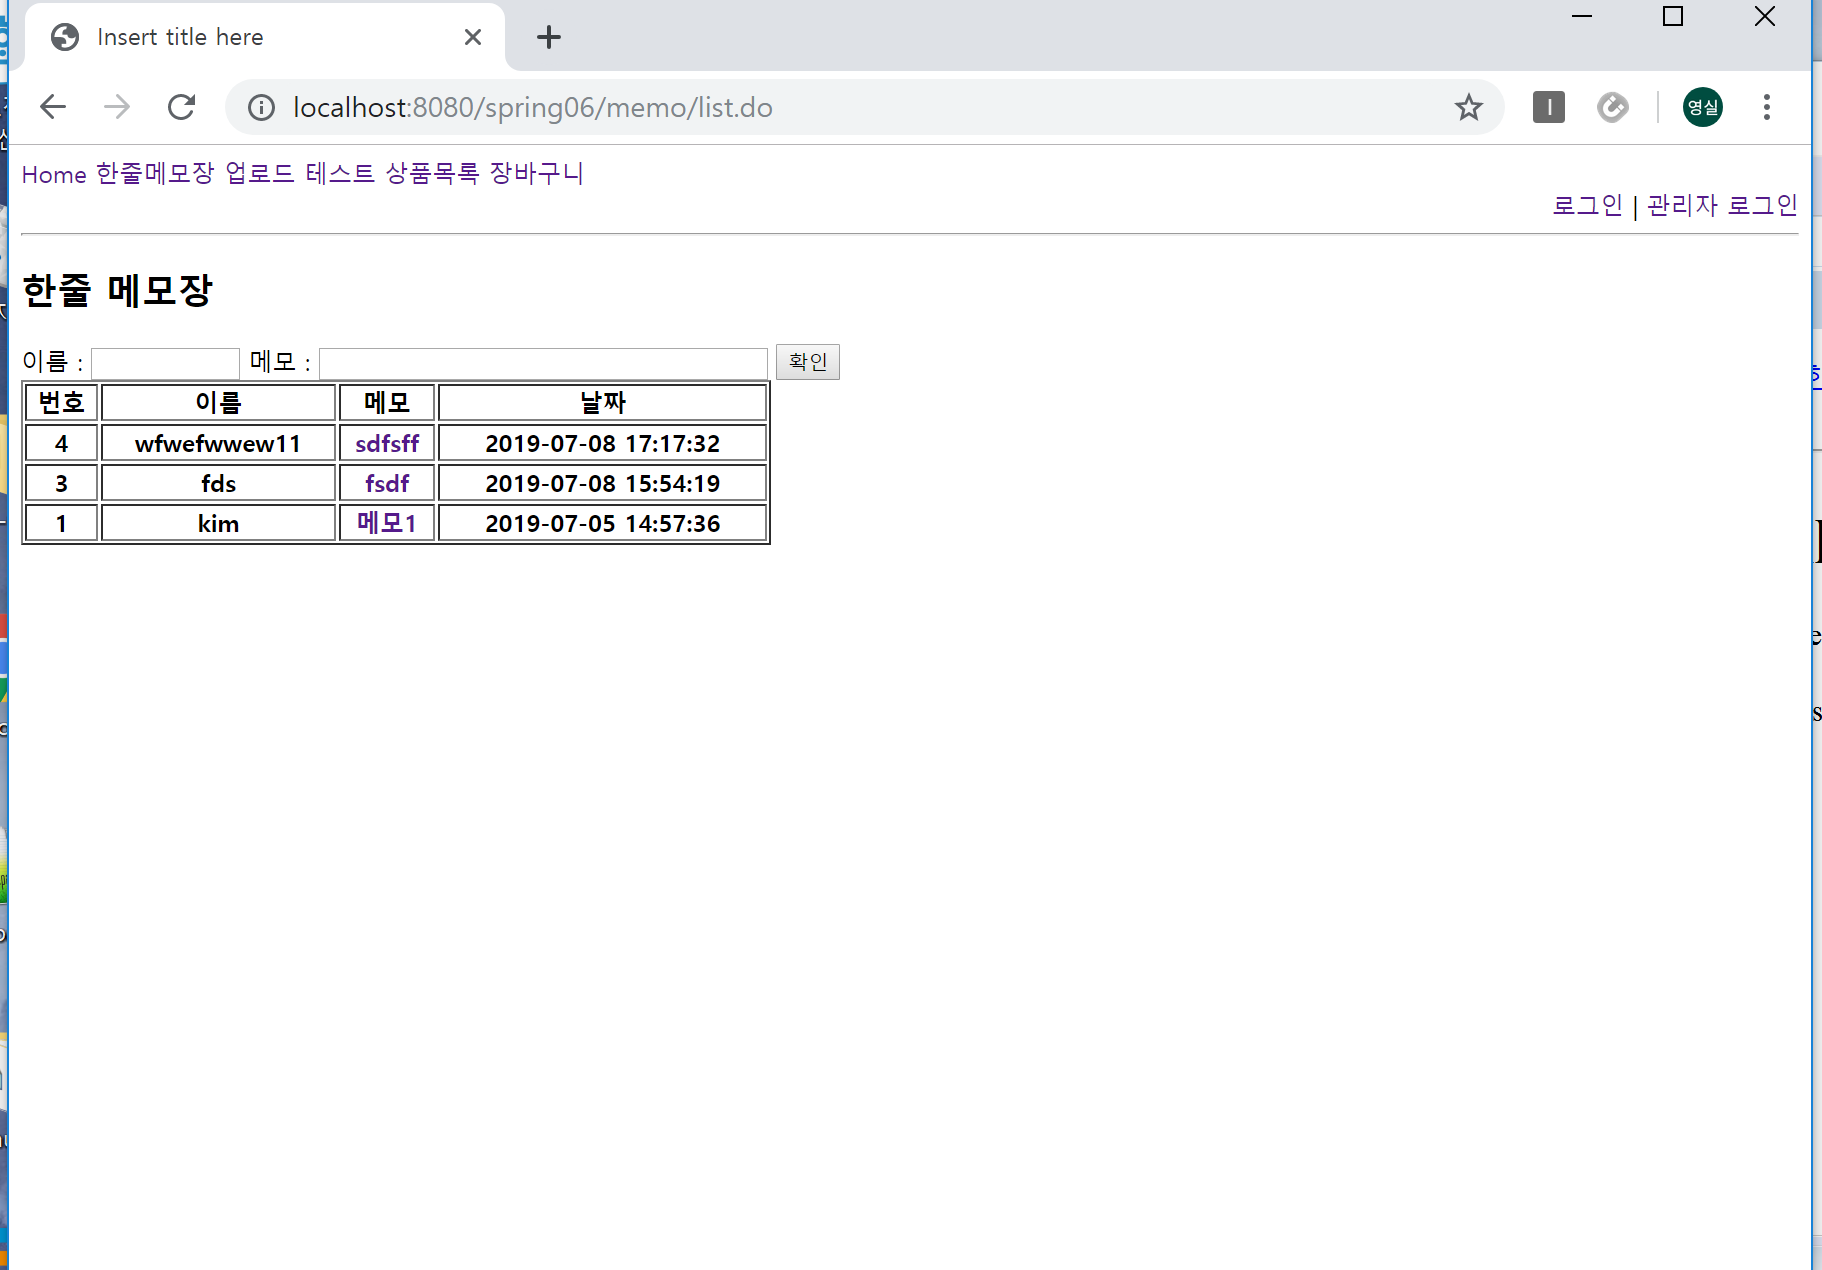 Insert title here
localhost:8080/spring06/memo/list.do
영실
Home 한줄메모장 업로드 테스트 상품목록 장바구니
로그인 | 관리자 로그인
한줄 메모장
이름 : 메모 : 확인
번호 이름 메모 날짜
4 wfwefwwew11 sdfsff 2019-07-08 17:17:32
3 fds fsdf 2019-07-08 15:54:19
1 kim 메모1 2019-07-05 14:57:36